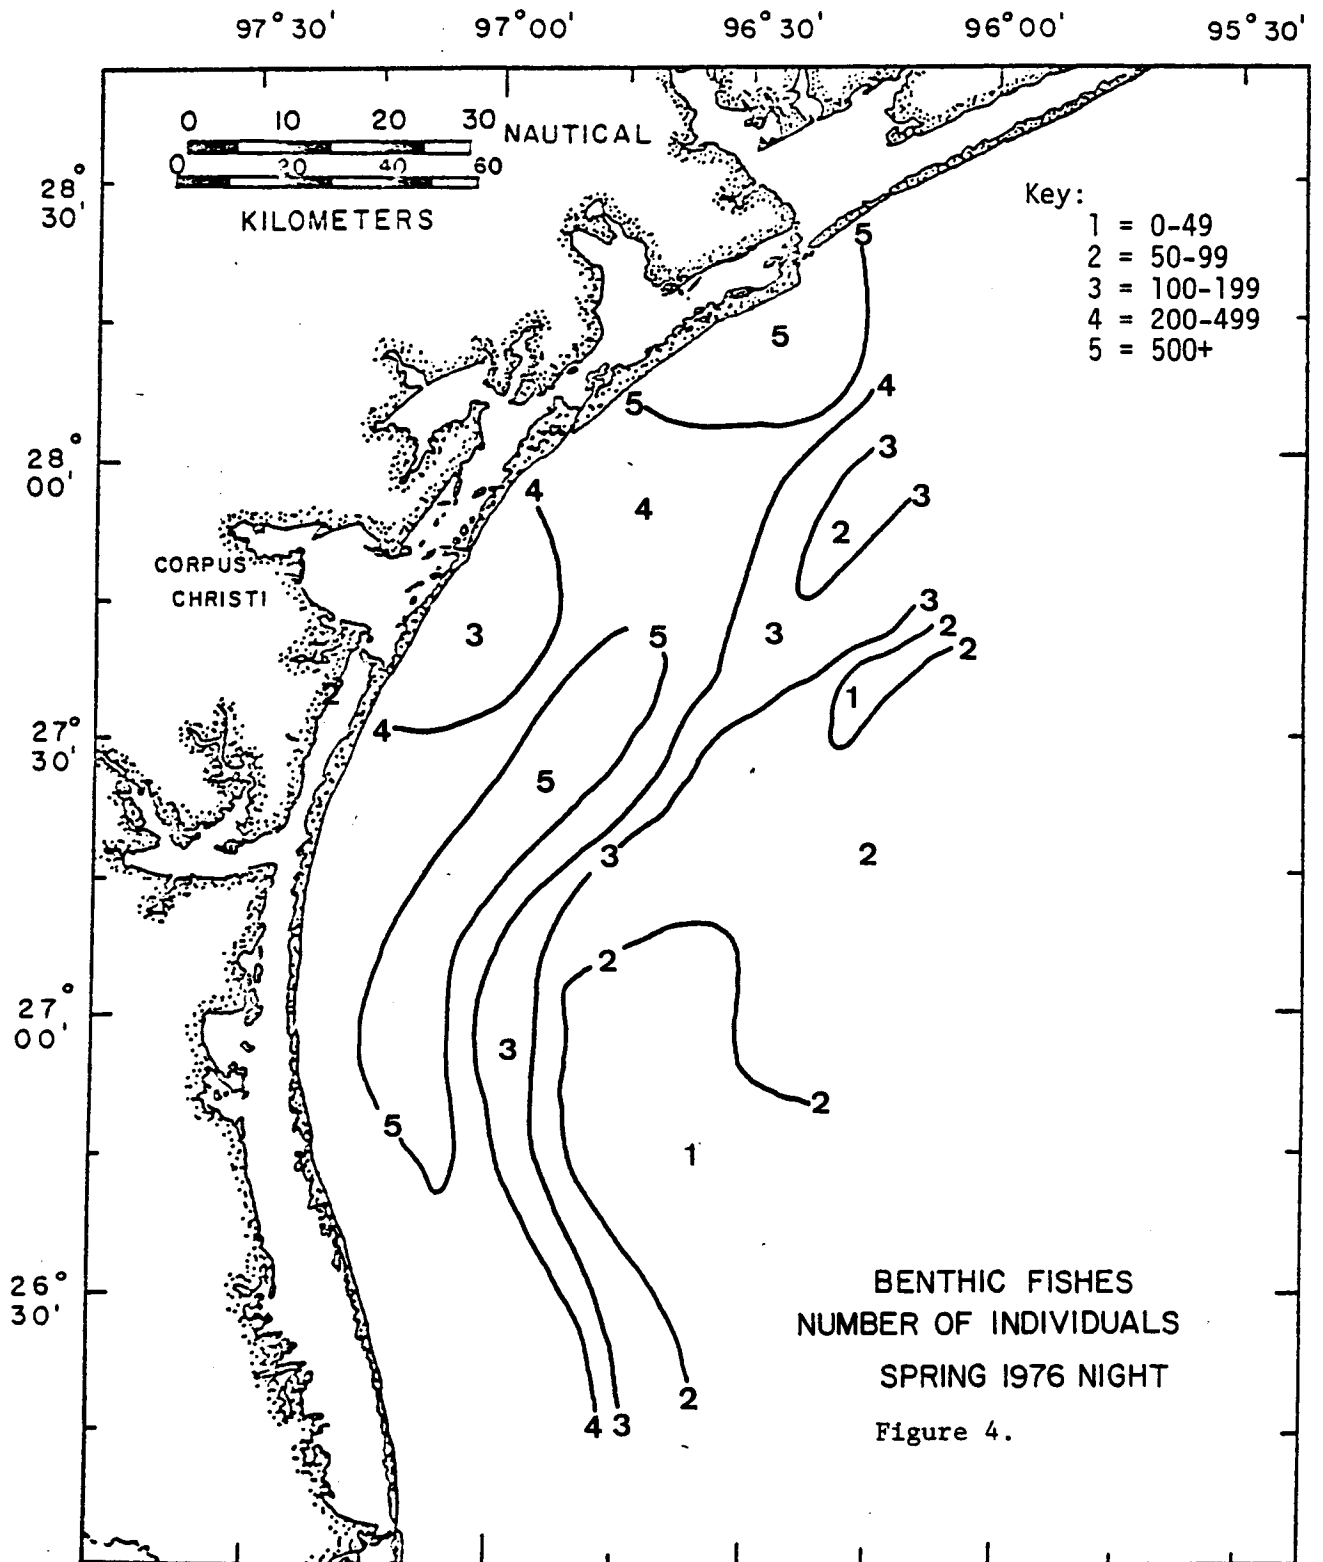 97°30' 97°00' 96°30' 96°00' 95°30'
0 10 20 30 NAUTICAL
0 20 40 60
KILOMETERS
28°
30'
Key:
1 = 0-49
2 = 50-99
3 = 100-199
4 = 200-499
5 = 500+
5
5
5
4
3
28°
00'
4
4
3
2
CORPUS
CHRISTI
3
3
5
3
2
2
1
4
27°
30'
5
3
2
2
27°
00'
3
2
5
1
26°
30'
BENTHIC FISHES
NUMBER OF INDIVIDUALS
SPRING 1976 NIGHT
2
4 3
Figure 4.